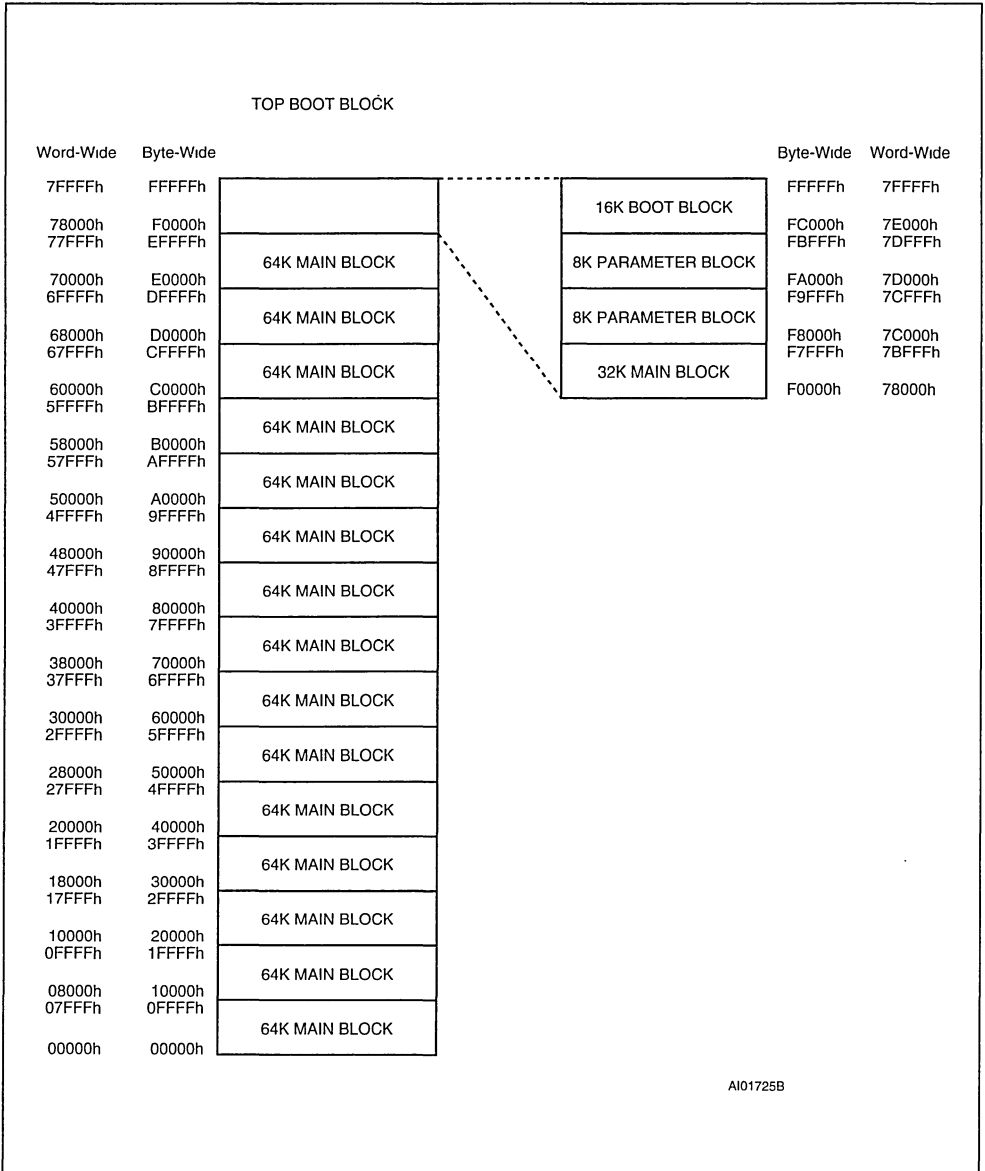 TOP BOOT BLOCK
Word-Wide Byte-Wide Byte-Wide Word-Wide
7FFFFh FFFFFh FFFFFh 7FFFFh
16K BOOT BLOCK
78000h F0000h FC000h 7E000h
77FFFh EFFFFh FBFFFh 7DFFFh
64K MAIN BLOCK 8K PARAMETER BLOCK
70000h E0000h FA000h 7D000h
6FFFFh DFFFFh F9FFFh 7CFFFh
64K MAIN BLOCK 8K PARAMETER BLOCK
68000h D0000h F8000h 7C000h
67FFFh CFFFFh F7FFFh 7BFFFh
64K MAIN BLOCK 32K MAIN BLOCK
60000h C0000h F0000h 78000h
5FFFFh BFFFFh
64K MAIN BLOCK
58000h B0000h
57FFFh AFFFFh
64K MAIN BLOCK
50000h A0000h
4FFFFh 9FFFFh
64K MAIN BLOCK
48000h 90000h
47FFFh 8FFFFh
64K MAIN BLOCK
40000h 80000h
3FFFFh 7FFFFh
64K MAIN BLOCK
38000h 70000h
37FFFh 6FFFFh
64K MAIN BLOCK
30000h 60000h
2FFFFh 5FFFFh
64K MAIN BLOCK
28000h 50000h
27FFFh 4FFFFh
64K MAIN BLOCK
20000h 40000h
1FFFFh 3FFFFh
64K MAIN BLOCK
18000h 30000h
17FFFh 2FFFFh
64K MAIN BLOCK
10000h 20000h
0FFFFh 1FFFFh
64K MAIN BLOCK
08000h 10000h
07FFFh 0FFFFh
64K MAIN BLOCK
00000h 00000h
AI01725B